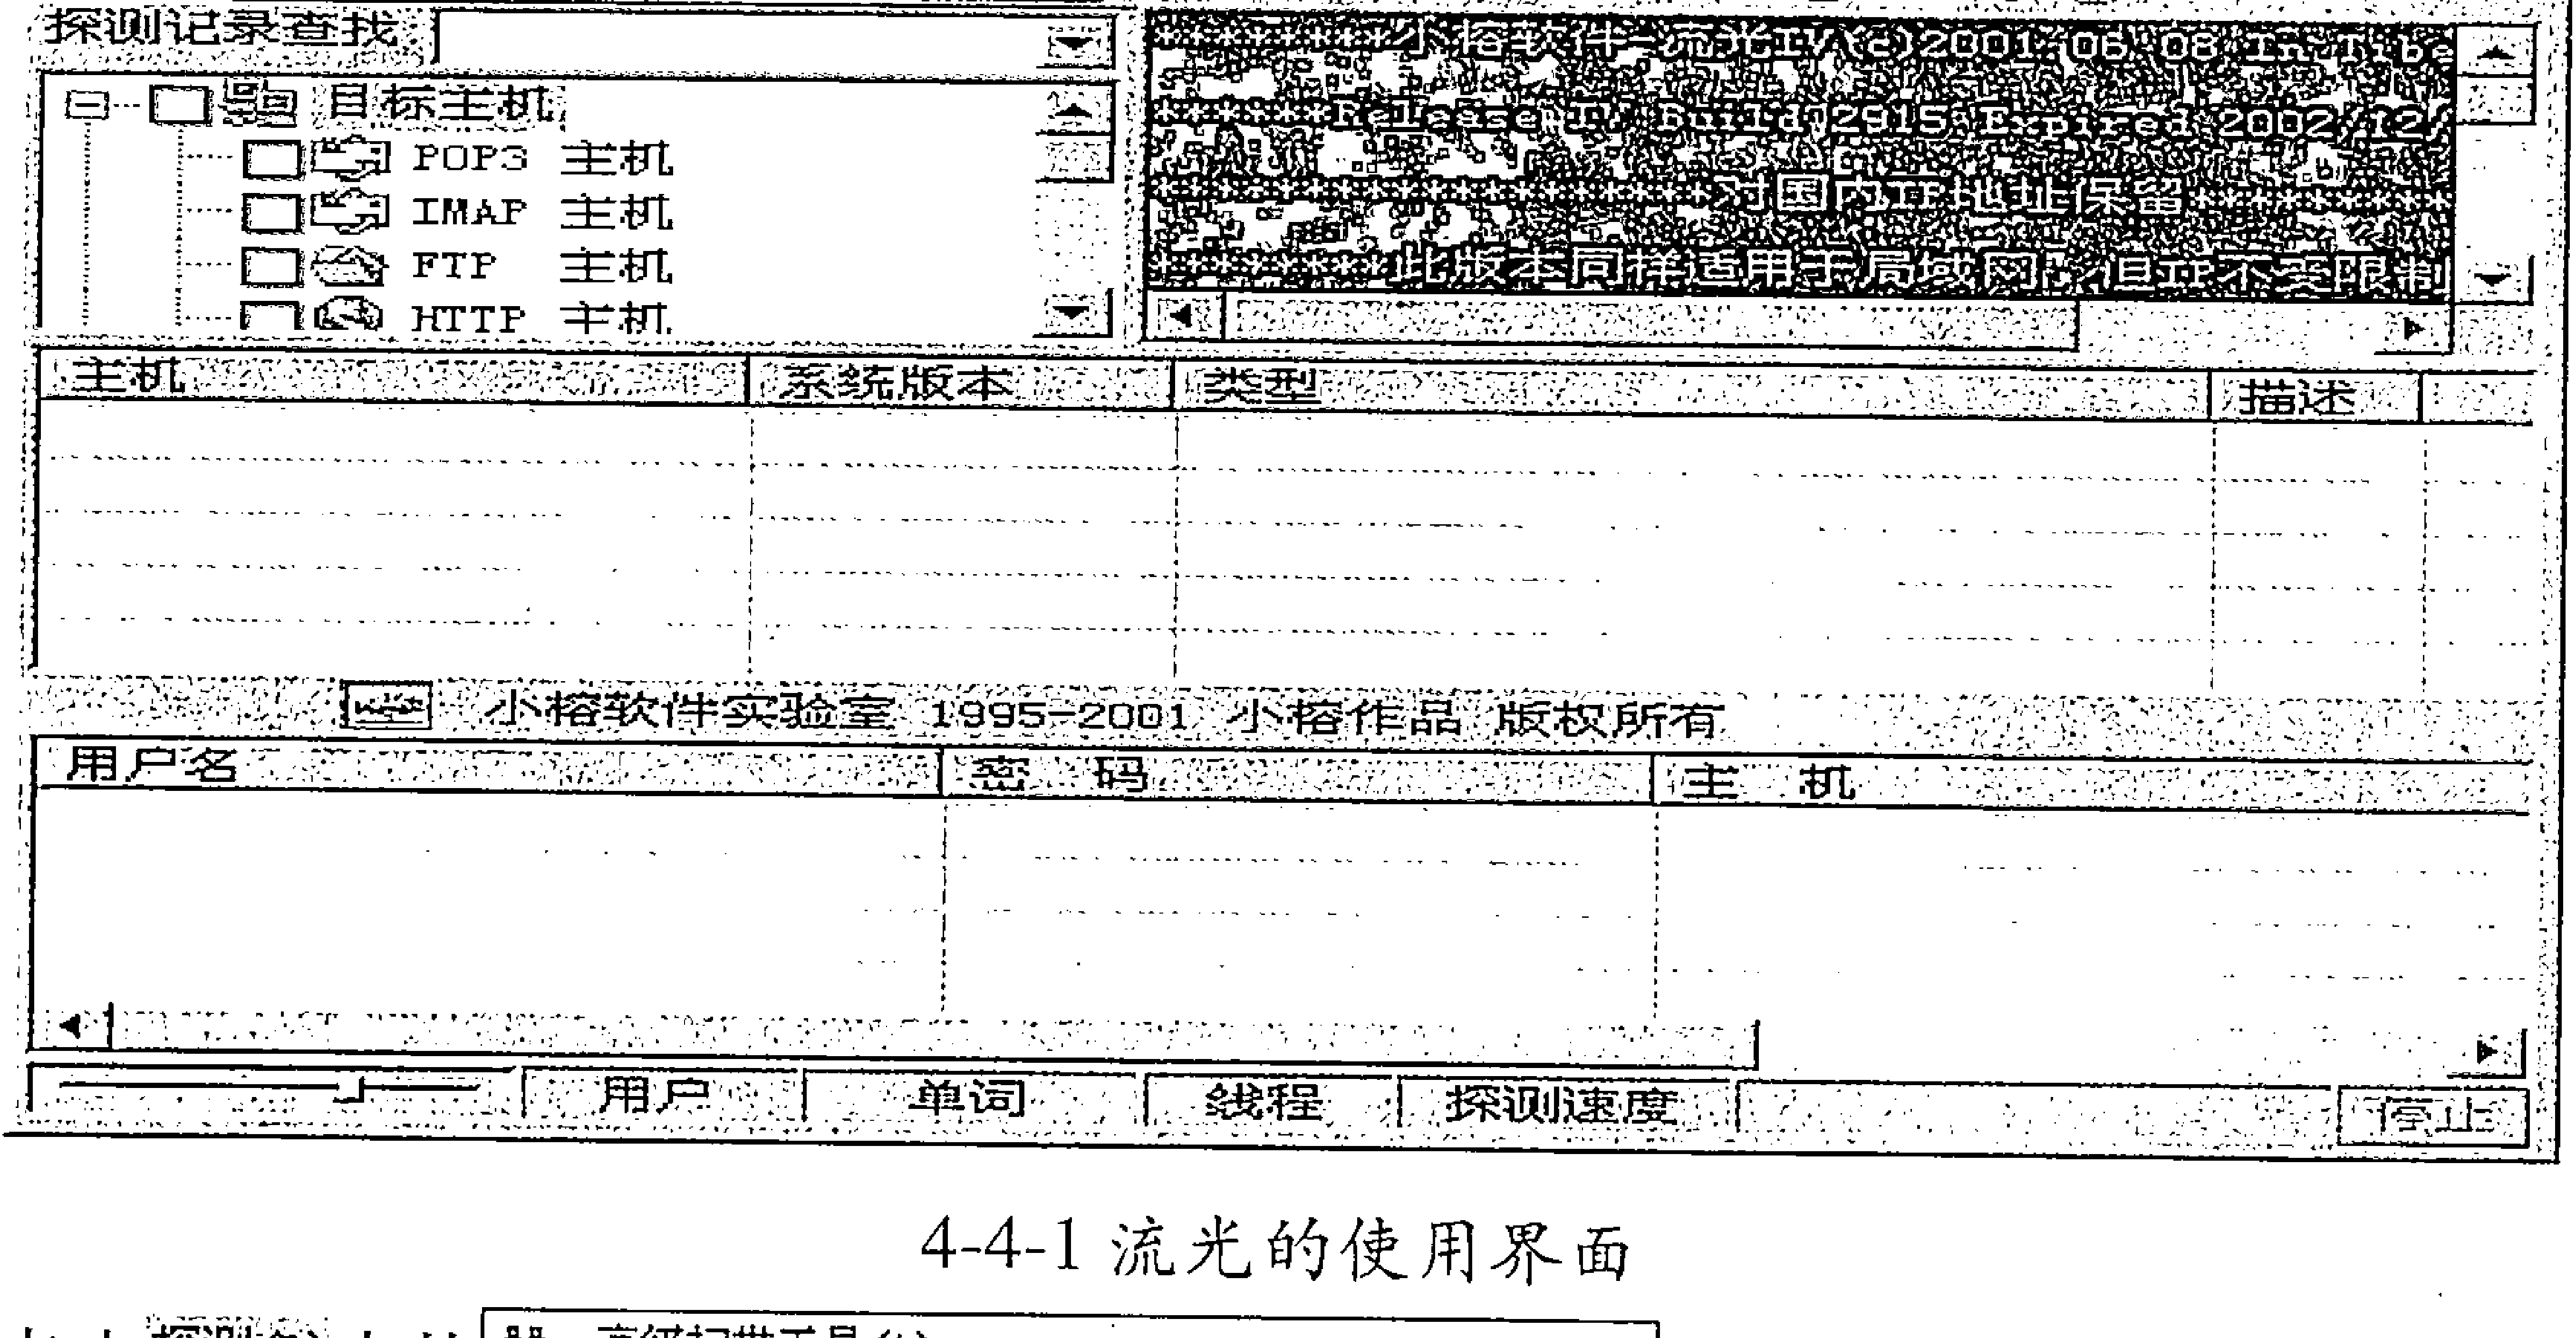 探测记录查找
目标主机
POP3 主机
IMAP 主机
FTP 主机
HTTP 主机
小榕软件-流光IV(c)2001.06.08
Release Build 2915 Expired 2002/12/
对国内IP地址保留
此版本同样适用于局域网,且IP不受限制
主机 系统版本 类型 描述
小榕软件实验室 1995-2001 小榕作品 版权所有
用户名 密 码 主 机
用户 单词 线程 探测速度 停止
4-4-1 流光的使用界面